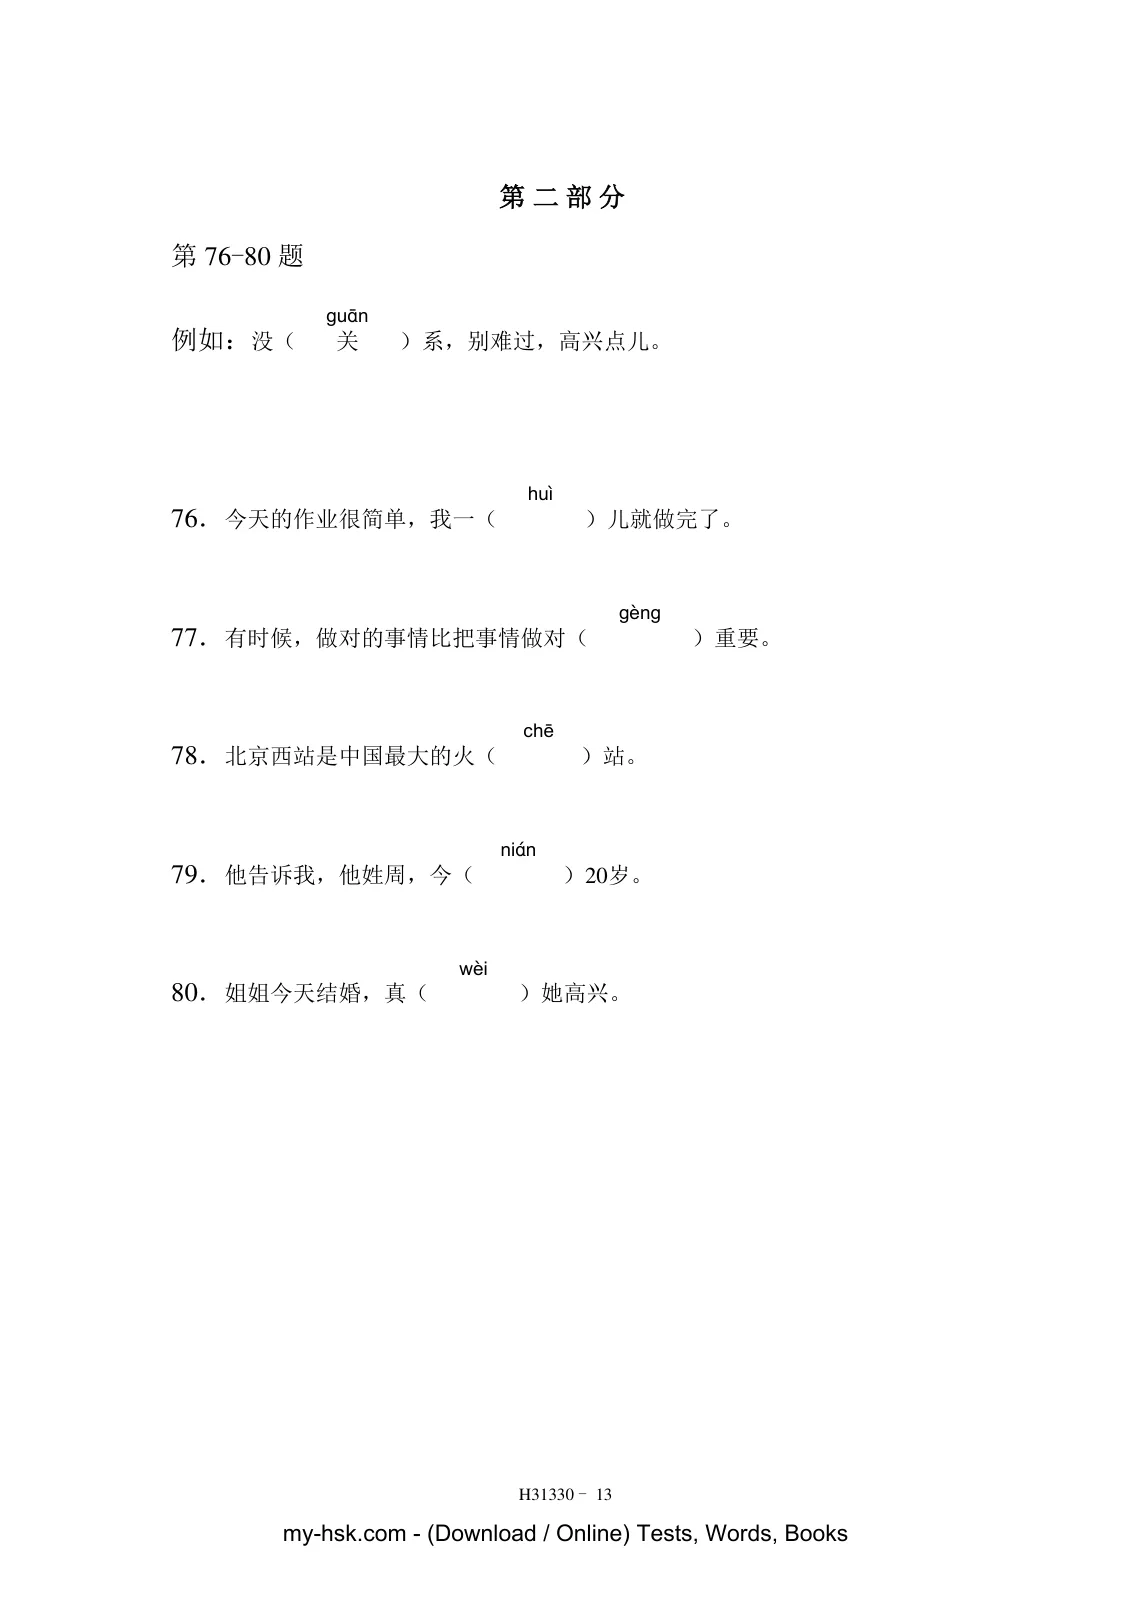 第二部分
第 76-80 题
guān
例如：没（ 关 ）系，别难过，高兴点儿。
huì
76．今天的作业很简单，我一（ ）儿就做完了。
gèng
77．有时候，做对的事情比把事情做对（ ）重要。
chē
78．北京西站是中国最大的火（ ）站。
nián
79．他告诉我，他姓周，今（ ）20岁。
wèi
80．姐姐今天结婚，真（ ）她高兴。
H31330－ 13
my-hsk.com - (Download / Online) Tests, Words, Books